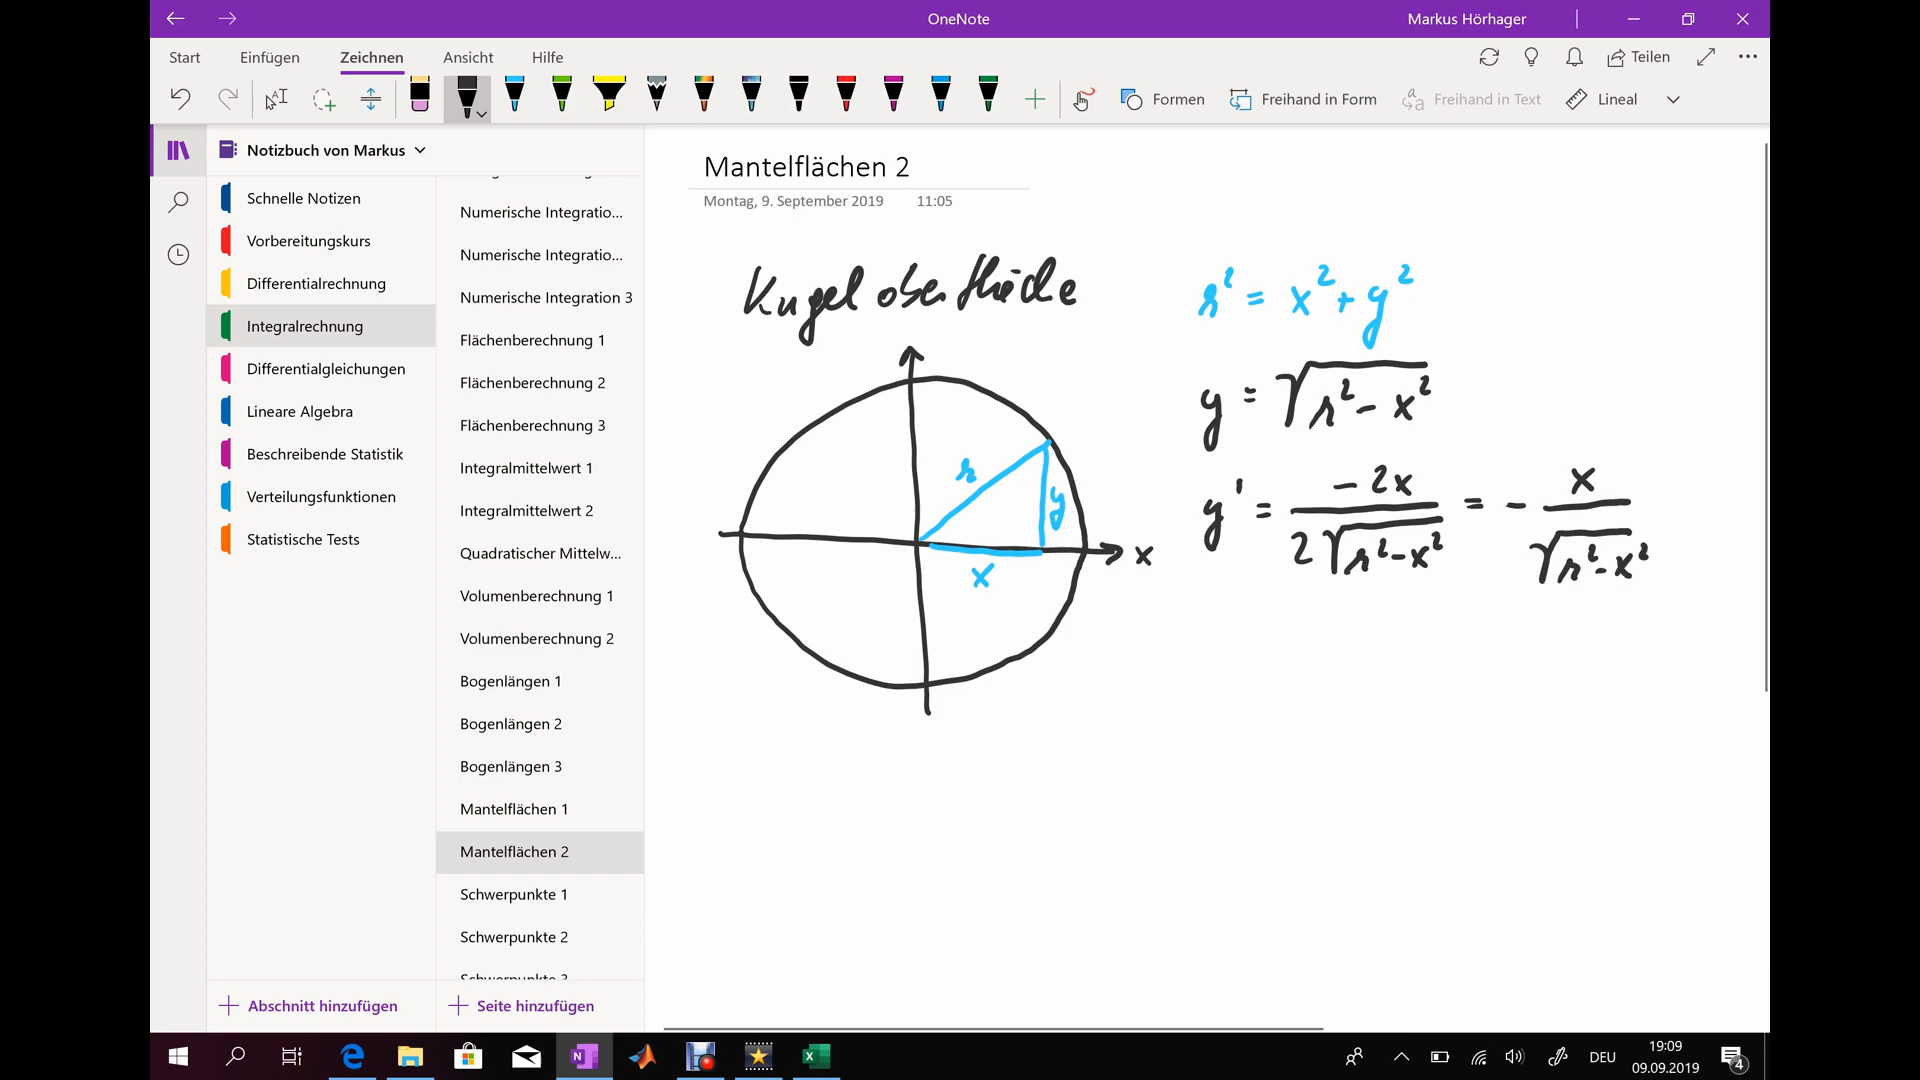 OneNote
Markus Hörhager
Start Einfügen Zeichnen Ansicht Hilfe
Teilen
Formen Freihand in Form Freihand in Text Lineal
Notizbuch von Markus
Schnelle Notizen
Vorbereitungskurs
Differentialrechnung
Integralrechnung
Differentialgleichungen
Lineare Algebra
Beschreibende Statistik
Verteilungsfunktionen
Statistische Tests
Abschnitt hinzufügen
Numerische Integratio...
Numerische Integratio...
Numerische Integration 3
Flächenberechnung 1
Flächenberechnung 2
Flächenberechnung 3
Integralmittelwert 1
Integralmittelwert 2
Quadratischer Mittelw...
Volumenberechnung 1
Volumenberechnung 2
Bogenlängen 1
Bogenlängen 2
Bogenlängen 3
Mantelflächen 1
Mantelflächen 2
Schwerpunkte 1
Schwerpunkte 2
Schwerpunkte 3
Seite hinzufügen
Mantelflächen 2
Montag, 9. September 2019 11:05
Kugeloberfläche
r
y
x
x
r² = x² + y²
y = √(r² - x²)
y' = (-2x)/(2√(r²-x²)) = - x/√(r²-x²)
DEU
19:09
09.09.2019
4